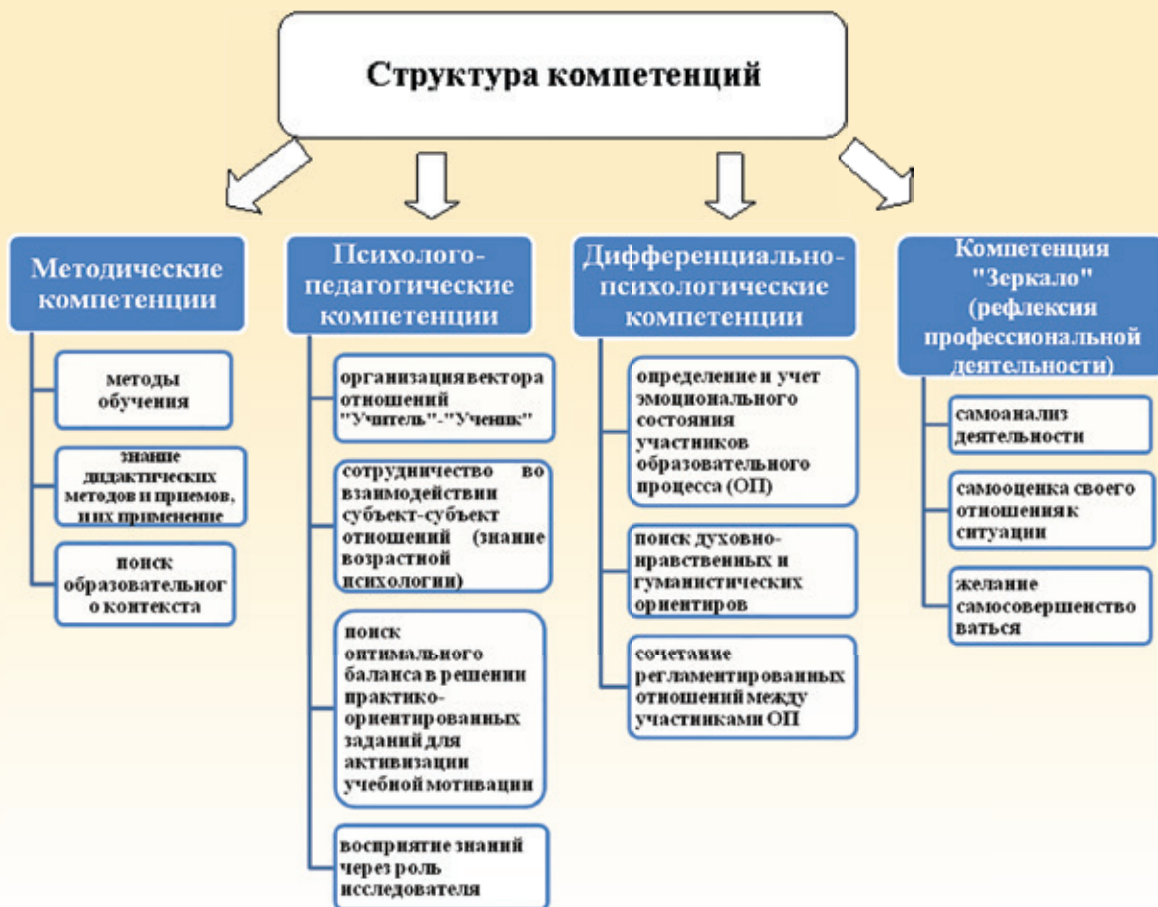 Структура компетенций
Методические
компетенции
методы
обучения
знание
дидактических
методов и приемов,
и их применение
поиск
образовательног
о контекста
Психолого-
педагогические
компетенции
организация вектора
отношений
"Учитель"-"Ученик"
сотрудничество во
взаимодействии
субъект-субъект
отношений (знание
возрастной
психологии)
поиск
оптимального
баланса в решении
практико-
ориентированных
заданий для
активизации
учебной мотивации
восприятие знаний
через роль
исследователя
Дифференциально-
психологические
компетенции
определение и учет
эмоционального
состояния
участников
образовательного
процесса (ОП)
поиск духовно-
нравственных и
гуманистических
ориентиров
сочетание
регламентированных
отношений между
участниками ОП
Компетенция
"Зеркало"
(рефлексия
профессиональной
деятельности)
самоанализ
деятельности
самооценка своего
отношения к
ситуации
желание
самосовершенство
ваться